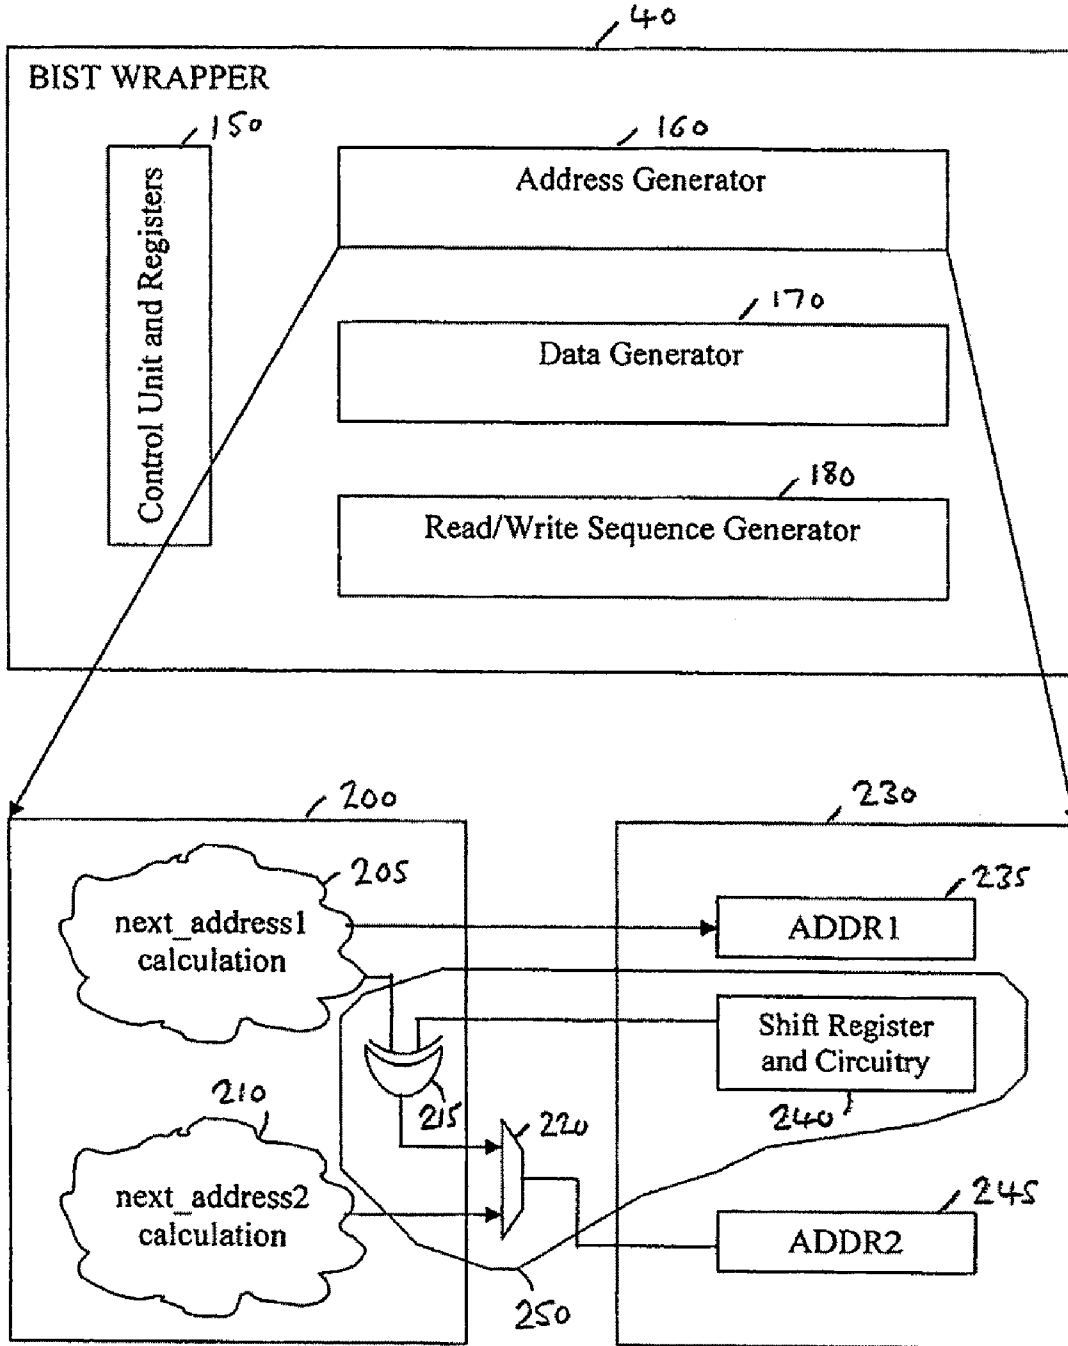 40
BIST WRAPPER
150
160
Control Unit and Registers
Address Generator
170
Data Generator
180
Read/Write Sequence Generator
200
230
205
235
next_address1
calculation
ADDR1
Shift Register
and Circuitry
215
240
210
220
next_address2
calculation
245
ADDR2
250